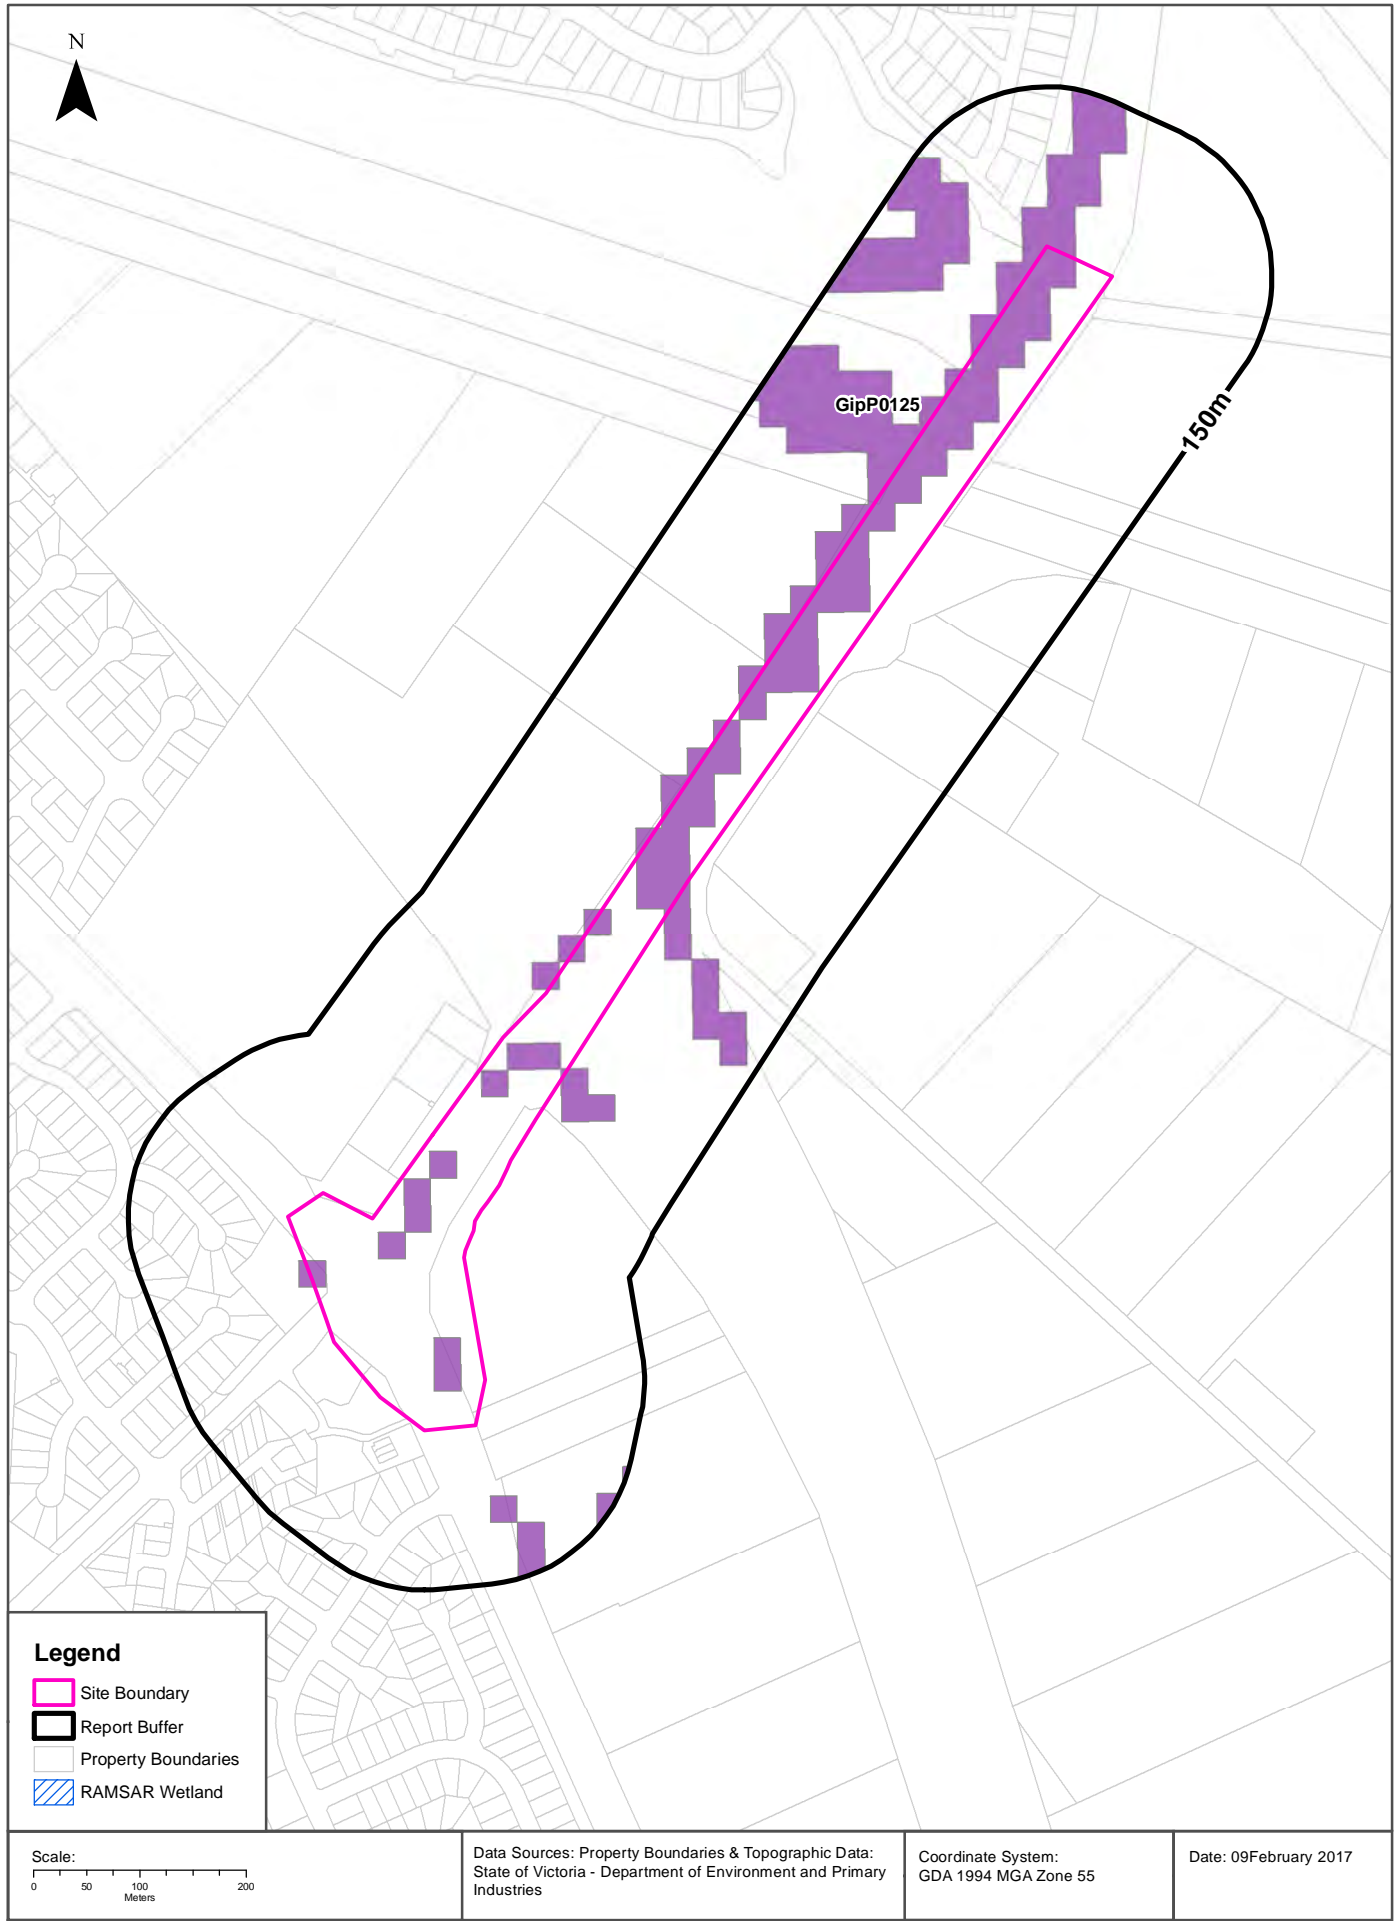 N
GipP0125
150m
Legend
Site Boundary
Report Buffer
Property Boundaries
RAMSAR Wetland
Scale:
0 50 100 200
Meters
Data Sources: Property Boundaries & Topographic Data:
State of Victoria - Department of Environment and Primary
Industries
Coordinate System:
GDA 1994 MGA Zone 55
Date: 09February 2017